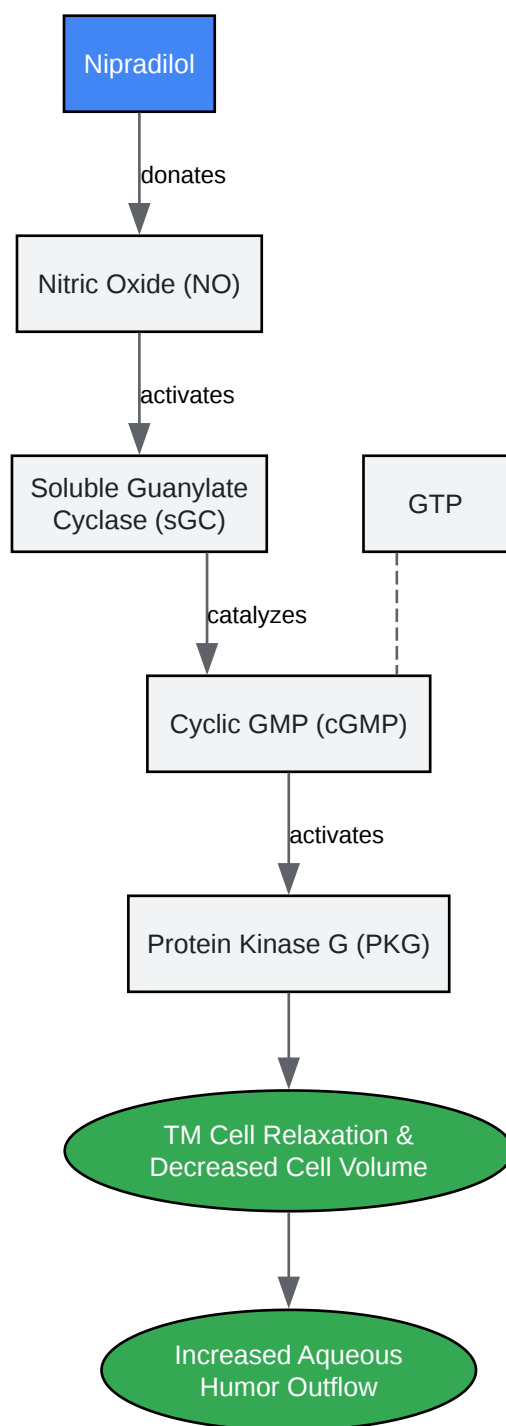 Nipradilol
donates
Nitric Oxide (NO)
activates
Soluble Guanylate
Cyclase (sGC)
GTP
catalyzes
Cyclic GMP (cGMP)
activates
Protein Kinase G (PKG)
TM Cell Relaxation &
Decreased Cell Volume
Increased Aqueous
Humor Outflow